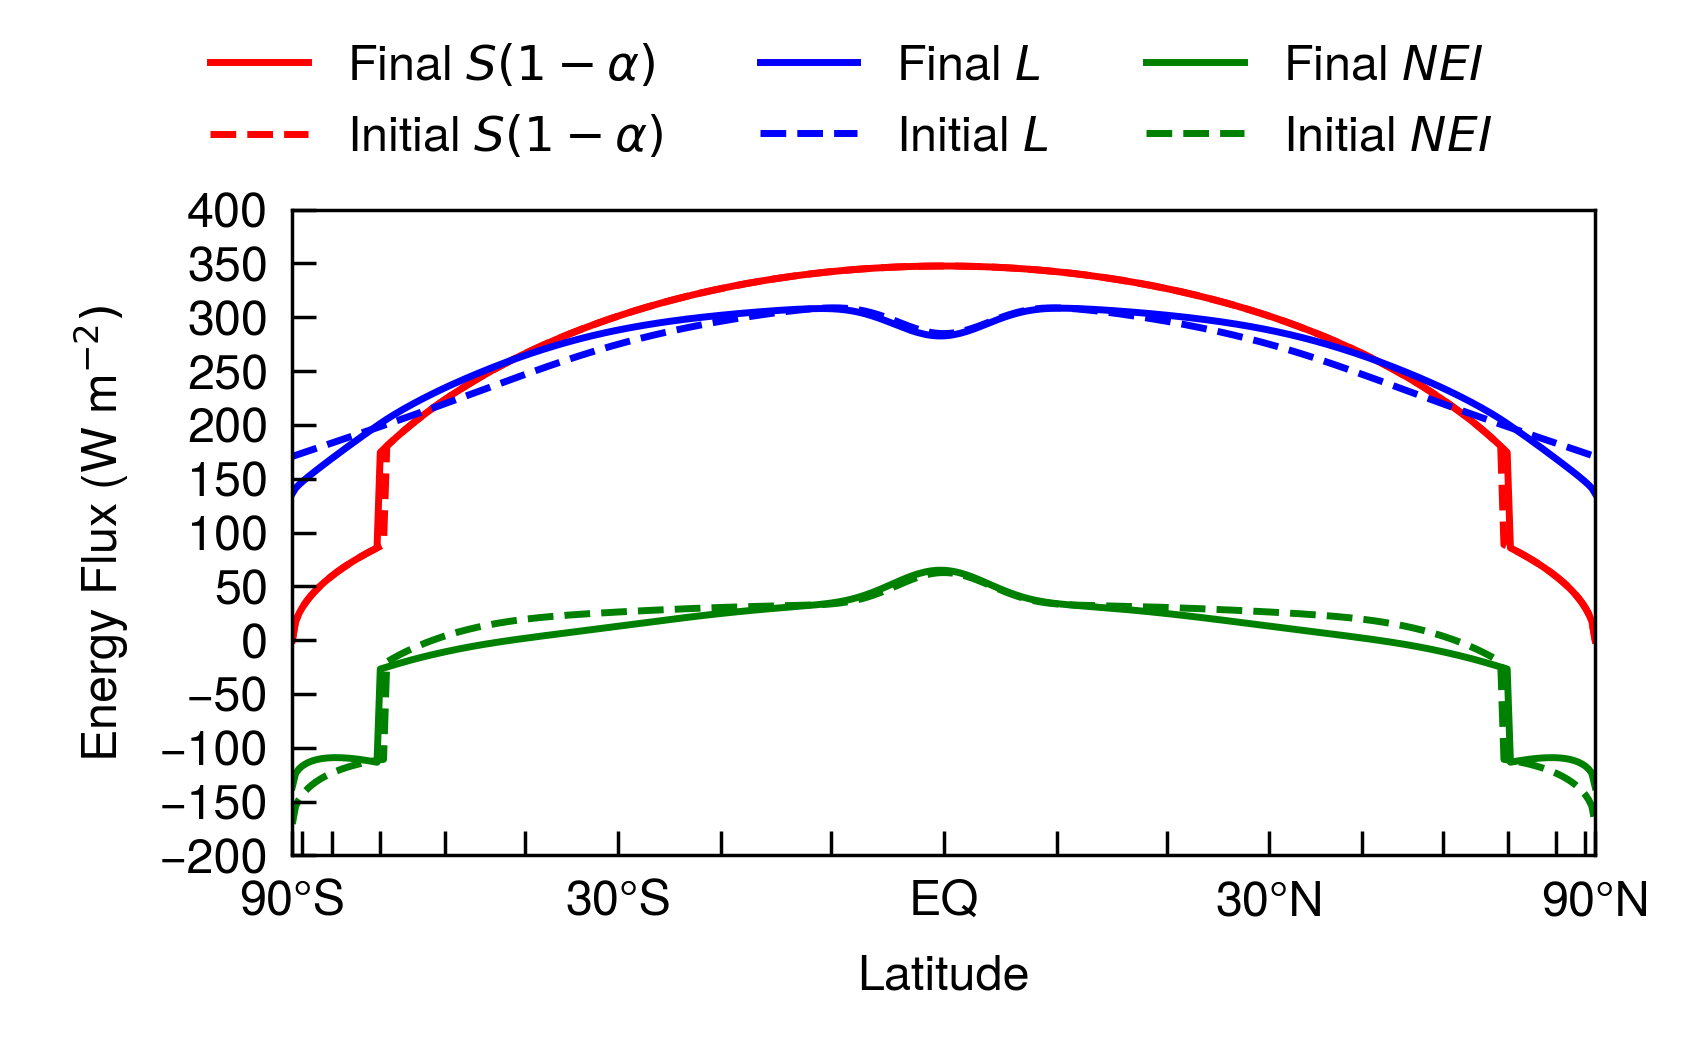 Final S(1 − α) Final L Final NEI
Initial S(1 − α) Initial L Initial NEI
400
350
300
250
200
150
100
50
0
−50
−100
−150
−200
Energy Flux (W m⁻²)
90°S 30°S EQ 30°N 90°N
Latitude